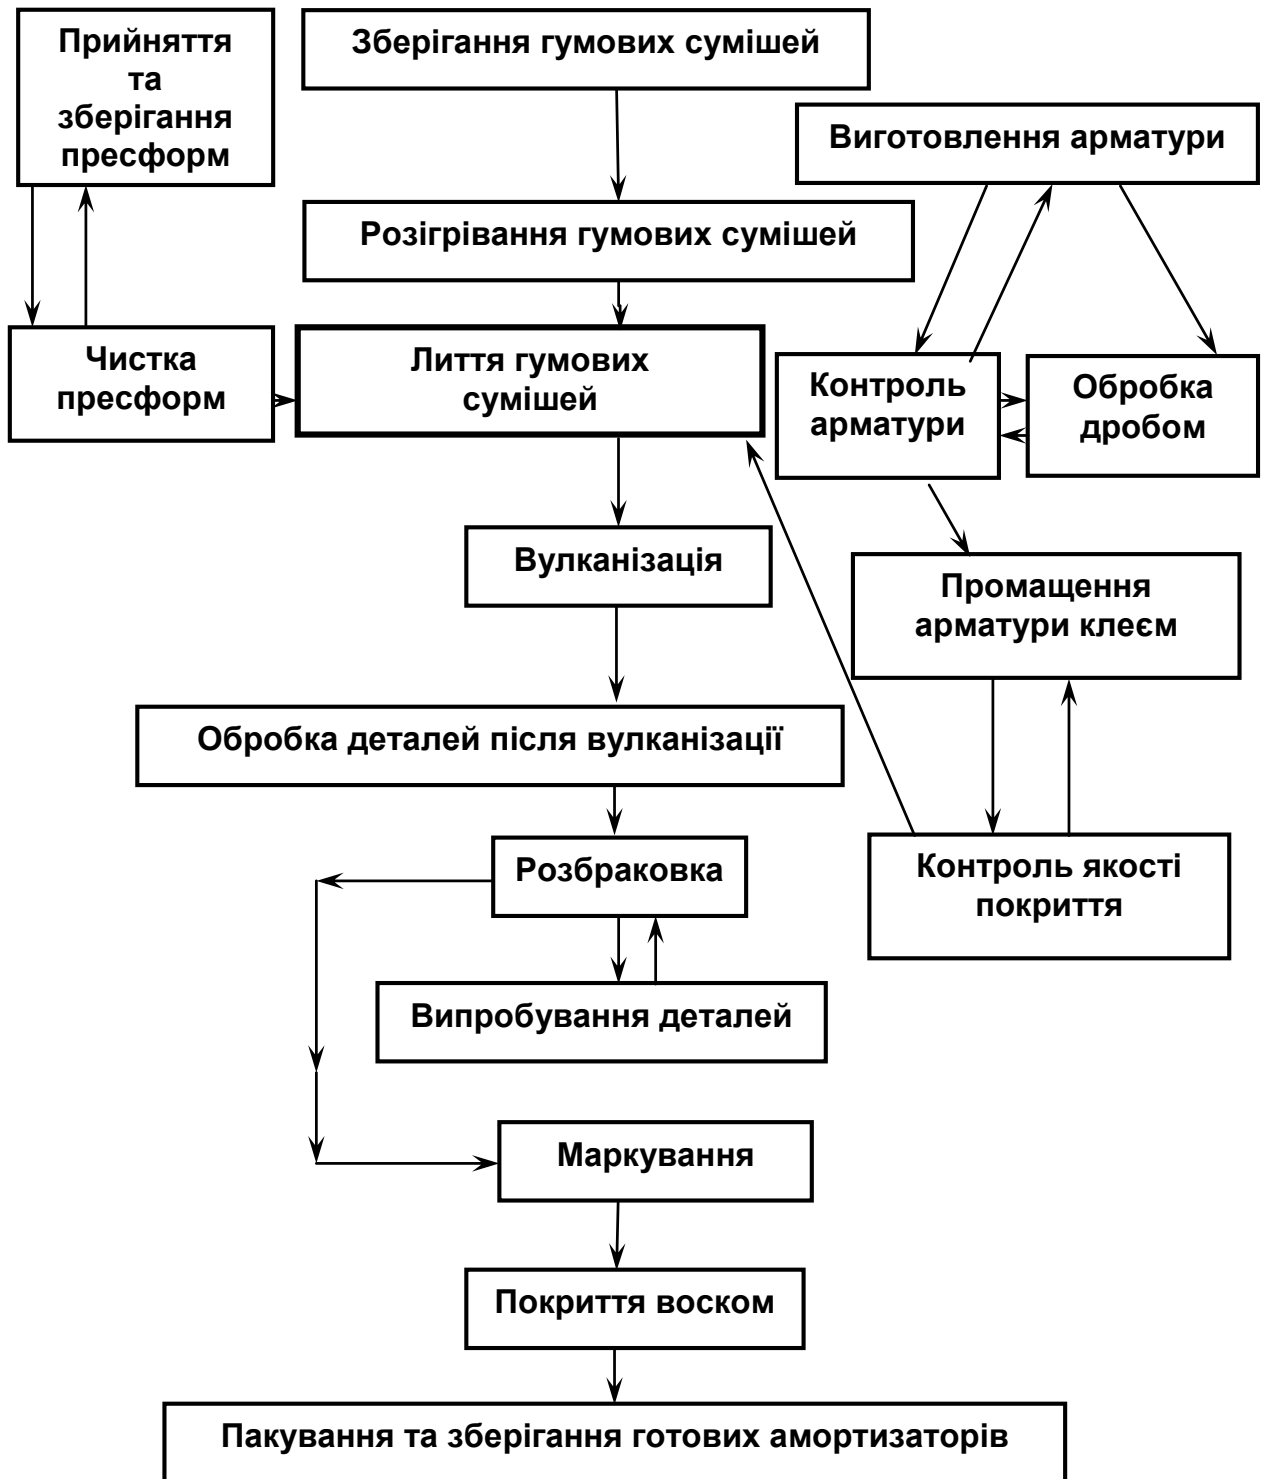 Прийняття
та
зберігання
пресформ
Зберігання гумових сумішей
Виготовлення арматури
Розігрівання гумових сумішей
Чистка
пресформ
Лиття гумових
сумішей
Контроль
арматури
Обробка
дробом
Вулканізація
Промащення
арматури клеєм
Обробка деталей після вулканізації
Розбраковка
Контроль якості
покриття
Випробування деталей
Маркування
Покриття воском
Пакування та зберігання готових амортизаторів